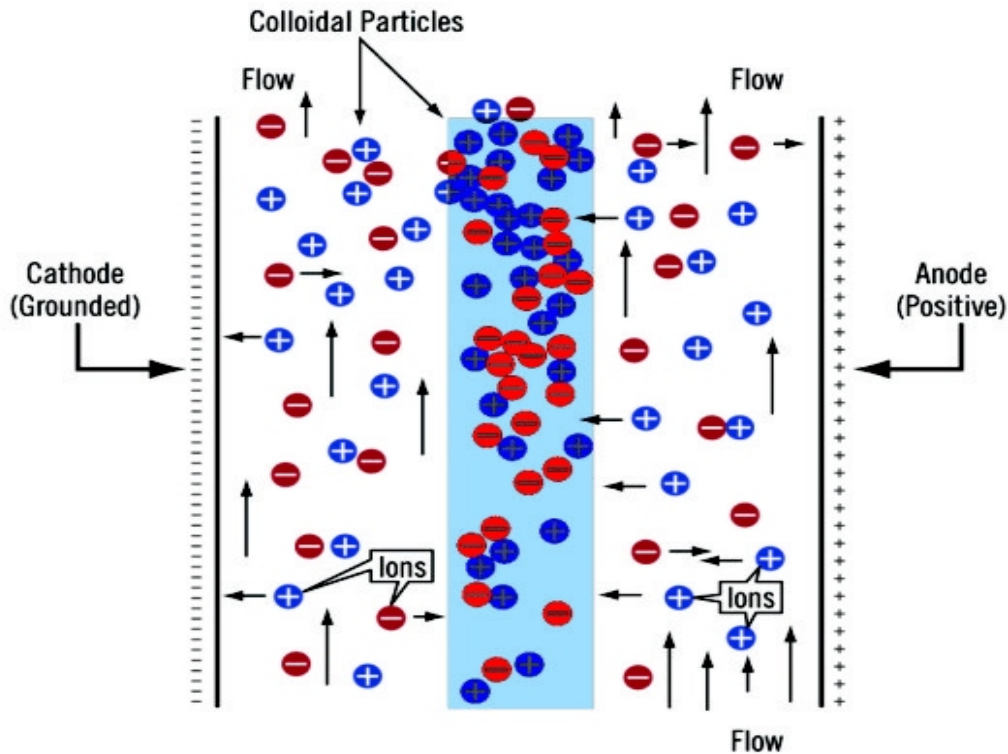 Colloidal Particles
Flow
Flow
Cathode
(Grounded)
Anode
(Positive)
Ions
Ions
Flow